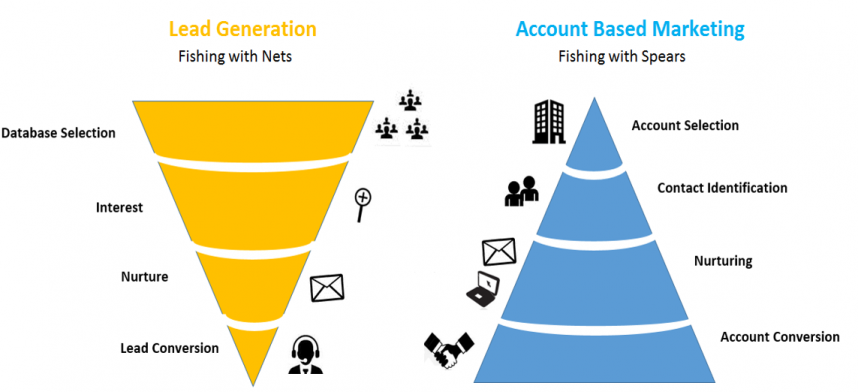 Lead Generation
Fishing with Nets
Database Selection
Interest
Nurture
Lead Conversion
Account Based Marketing
Fishing with Spears
Account Selection
Contact Identification
Nurturing
Account Conversion